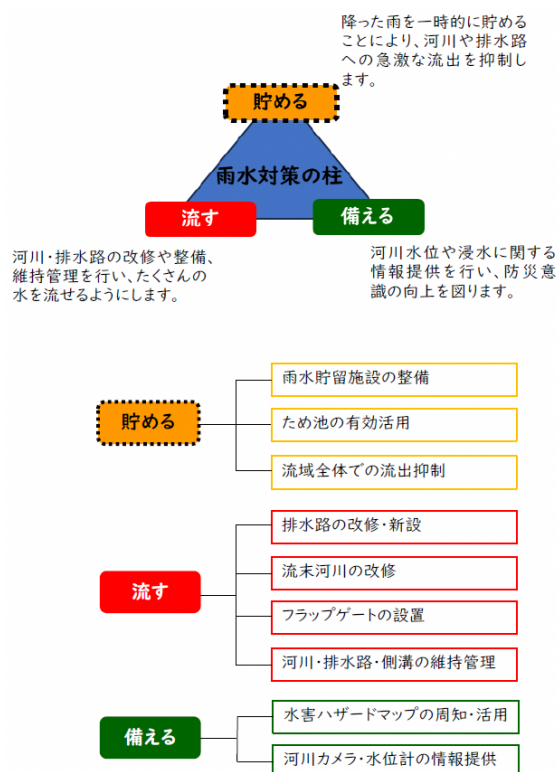 降った雨を一時的に貯める
ことにより、河川や排水路
への急激な流出を抑制し
ます。
貯める
雨水対策の柱
流す
備える
河川・排水路の改修や整備、
維持管理を行い、たくさんの
水を流せるようにします。
河川水位や浸水に関する
情報提供を行い、防災意
識の向上を図ります。
貯める
雨水貯留施設の整備
ため池の有効活用
流域全体での流出抑制
流す
排水路の改修・新設
流末河川の改修
フラップゲートの設置
河川・排水路・側溝の維持管理
備える
水害ハザードマップの周知・活用
河川カメラ・水位計の情報提供